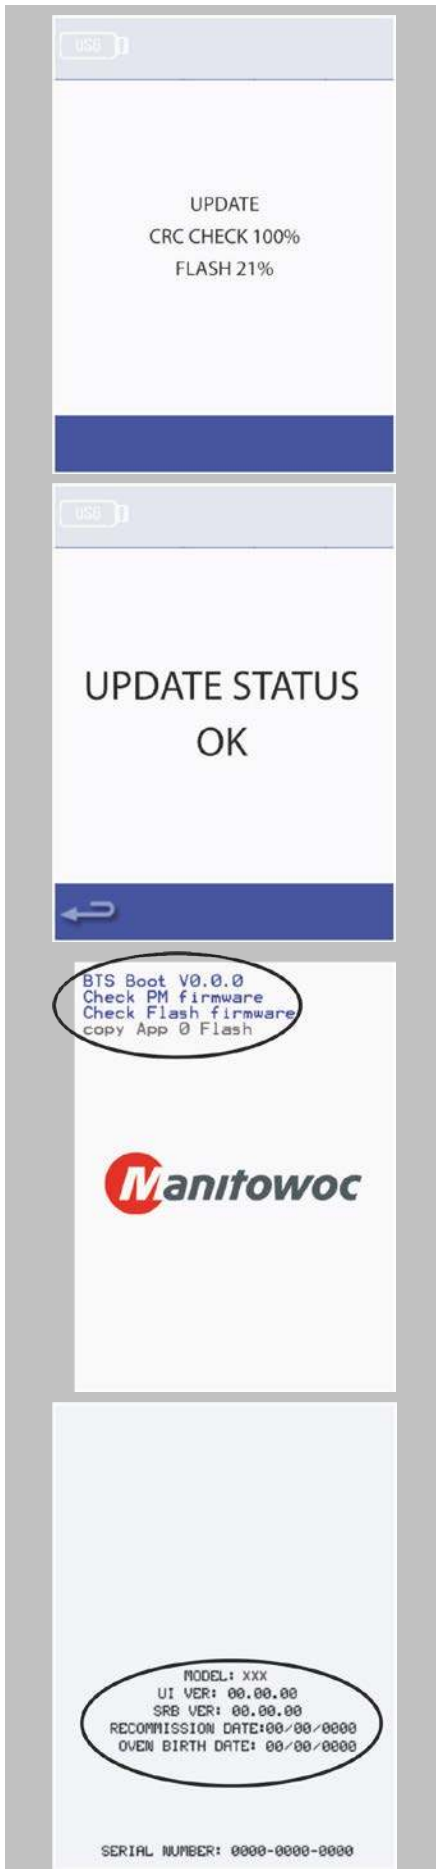 USB
UPDATE
CRC CHECK 100%
FLASH 21%
USB
UPDATE STATUS
OK
BTS Boot V0.0.0
Check PM firmware
Check Flash firmware
copy App 0 Flash
Manitowoc
MODEL: XXX
UI VER: 00.00.00
SRB VER: 00.00.00
RECOMMISSION DATE:00/00/0000
OVEN BIRTH DATE: 00/00/0000
SERIAL NUMBER: 0000-0000-0000